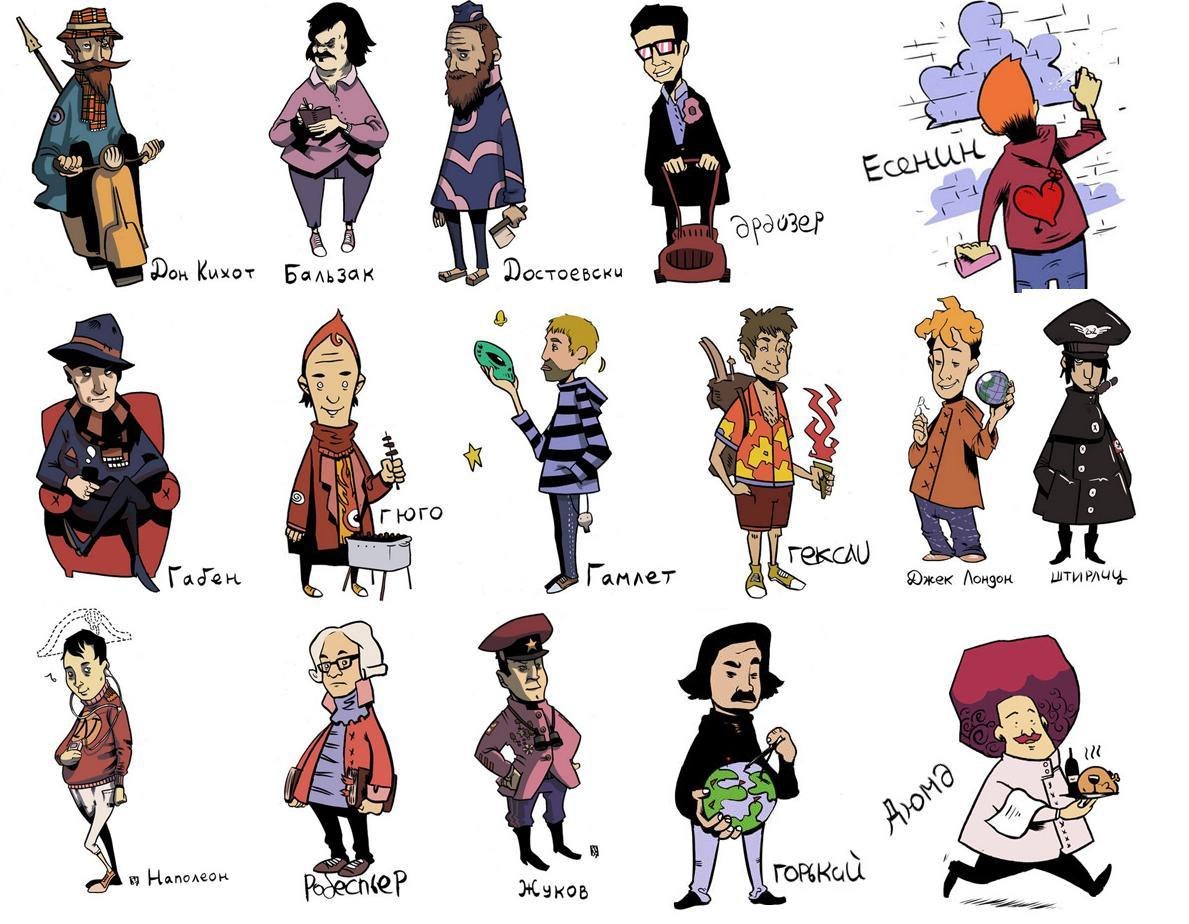 Дон Кихот
Бальзак
Достоевски
Драйзер
Есенин
Габен
Гюго
Гамлет
Гексли
Джек Лондон
Штирлиц
Наполеон
Робеспьер
Жуков
Горький
Дюма